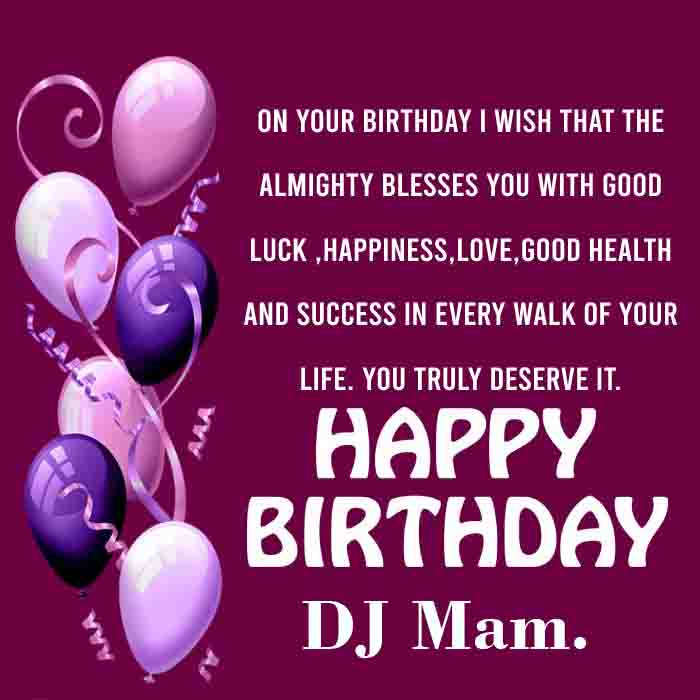 ON YOUR BIRTHDAY I WISH THAT THE
ALMIGHTY BLESSES YOU WITH GOOD
LUCK ,HAPPINESS,LOVE,GOOD HEALTH
AND SUCCESS IN EVERY WALK OF YOUR
LIFE. YOU TRULY DESERVE IT.
HAPPY
BIRTHDAY
DJ Mam.